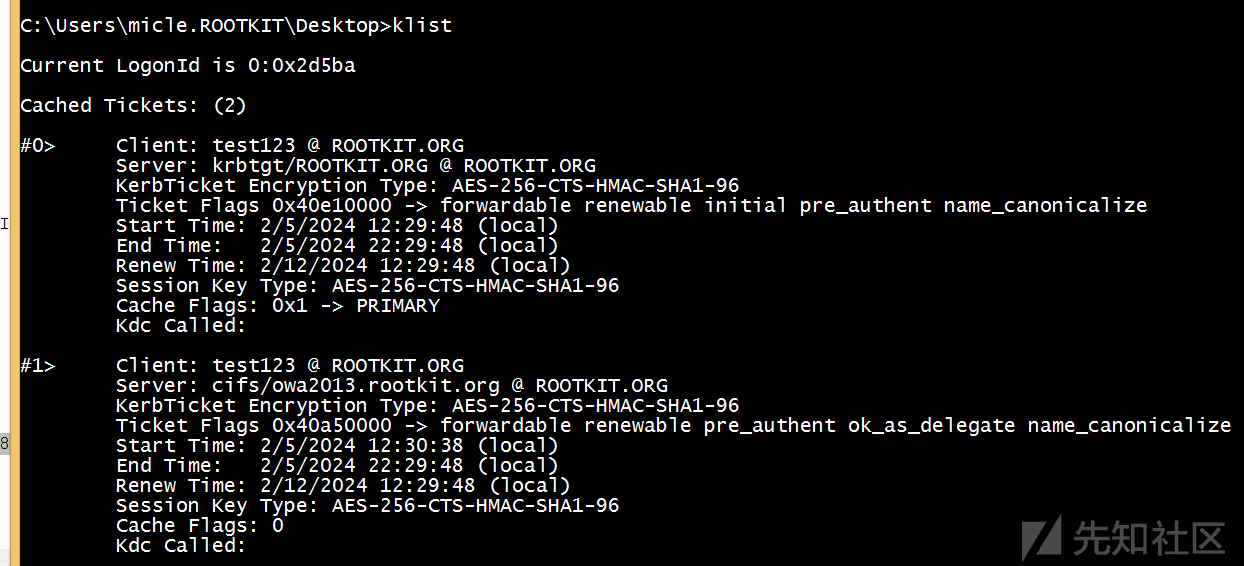 C:\Users\micle.ROOTKIT\Desktop>klist
Current LogonId is 0:0x2d5ba
Cached Tickets: (2)
#0> Client: test123 @ ROOTKIT.ORG
Server: krbtgt/ROOTKIT.ORG @ ROOTKIT.ORG
KerbTicket Encryption Type: AES-256-CTS-HMAC-SHA1-96
Ticket Flags 0x40e10000 -> forwardable renewable initial pre_authent name_canonicalize
Start Time: 2/5/2024 12:29:48 (local)
End Time: 2/5/2024 22:29:48 (local)
Renew Time: 2/12/2024 12:29:48 (local)
Session Key Type: AES-256-CTS-HMAC-SHA1-96
Cache Flags: 0x1 -> PRIMARY
Kdc Called:
#1> Client: test123 @ ROOTKIT.ORG
Server: cifs/owa2013.rootkit.org @ ROOTKIT.ORG
KerbTicket Encryption Type: AES-256-CTS-HMAC-SHA1-96
Ticket Flags 0x40a50000 -> forwardable renewable pre_authent ok_as_delegate name_canonicalize
Start Time: 2/5/2024 12:30:38 (local)
End Time: 2/5/2024 22:29:48 (local)
Renew Time: 2/12/2024 12:29:48 (local)
Session Key Type: AES-256-CTS-HMAC-SHA1-96
Cache Flags: 0
Kdc Called:
I
8
先知社区